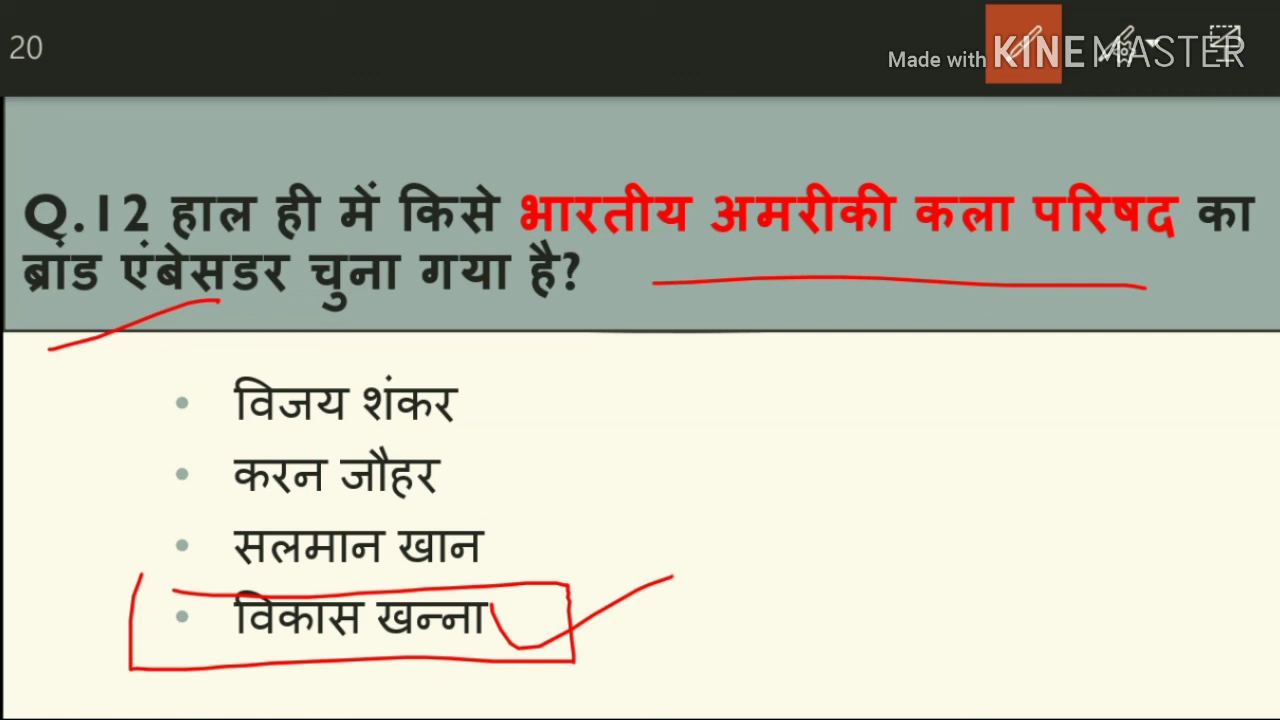 20
Made with KINEMASTER
Q.12 हाल ही में किसे भारतीय अमरीकी कला परिषद का
ब्रांड एंबेसडर चुना गया है?
• विजय शंकर
• करन जौहर
• सलमान खान
• विकास खन्ना